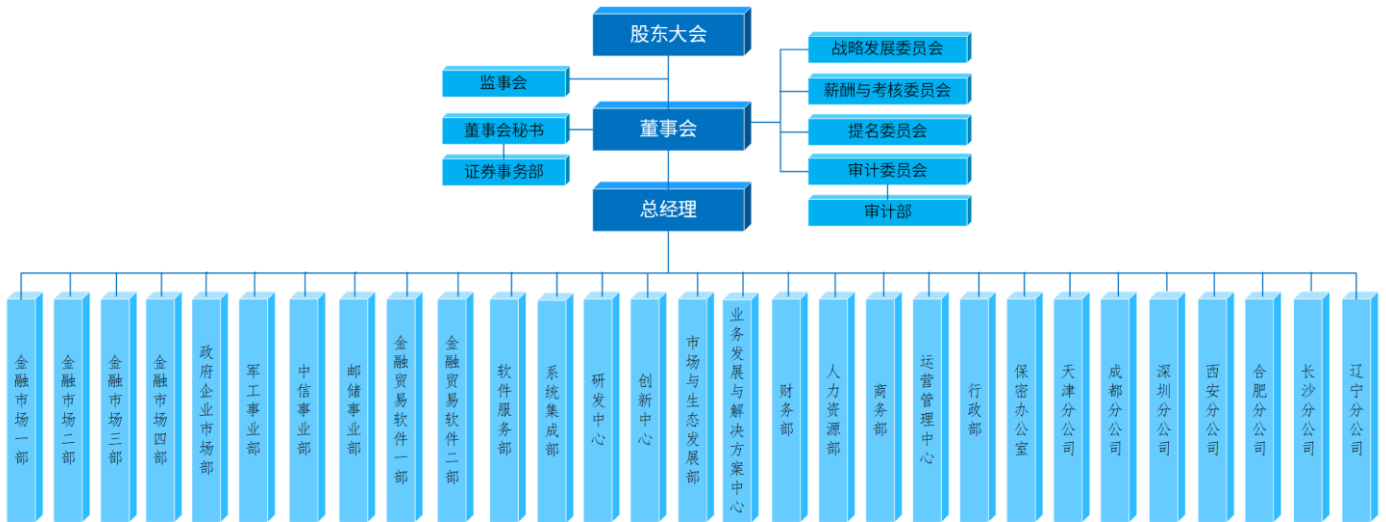 股东大会
监事会
董事会
董事会秘书
证券事务部
战略发展委员会
薪酬与考核委员会
提名委员会
审计委员会
审计部
总经理
金融市场一部
金融市场二部
金融市场三部
金融市场四部
政府企业市场部
军工事业部
中信事业部
邮储事业部
金融贸易软件一部
金融贸易软件二部
软件服务部
系统集成部
研发中心
创新中心
市场与生态发展部
业务发展与解决方案中心
财务部
人力资源部
商务部
运营管理中心
行政部
保密办公室
天津分公司
成都分公司
深圳分公司
西安分公司
合肥分公司
长沙分公司
辽宁分公司